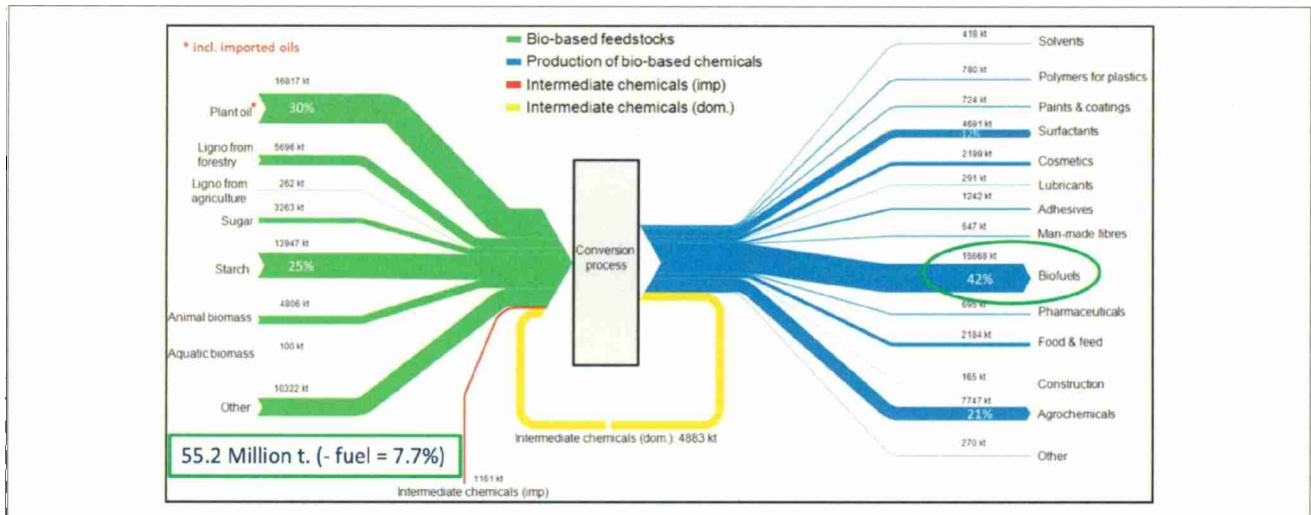 * incl. imported oils
Bio-based feedstocks
Production of bio-based chemicals
Intermediate chemicals (imp)
Intermediate chemicals (dom.)
16817 kt
Plant oil*
30%
5696 kt
Ligno from
forestry
262 kt
Ligno from
agriculture
3263 kt
Sugar
13947 kt
Starch
25%
4806 kt
Animal biomass
100 kt
Aquatic biomass
10322 kt
Other
55.2 Million t. (- fuel = 7.7%)
1161 kt
Intermediate chemicals (imp)
Conversion
process
Intermediate chemicals (dom.): 4883 kt
418 kt
Solvents
780 kt
Polymers for plastics
724 kt
Paints & coatings
4691 kt
Surfactants
12%
2199 kt
Cosmetics
291 kt
Lubricants
1242 kt
Adhesives
547 kt
Man-made fibres
15668 kt
42%
Biofuels
695 kt
Pharmaceuticals
2184 kt
Food & feed
165 kt
Construction
7747 kt
21%
Agrochemicals
270 kt
Other